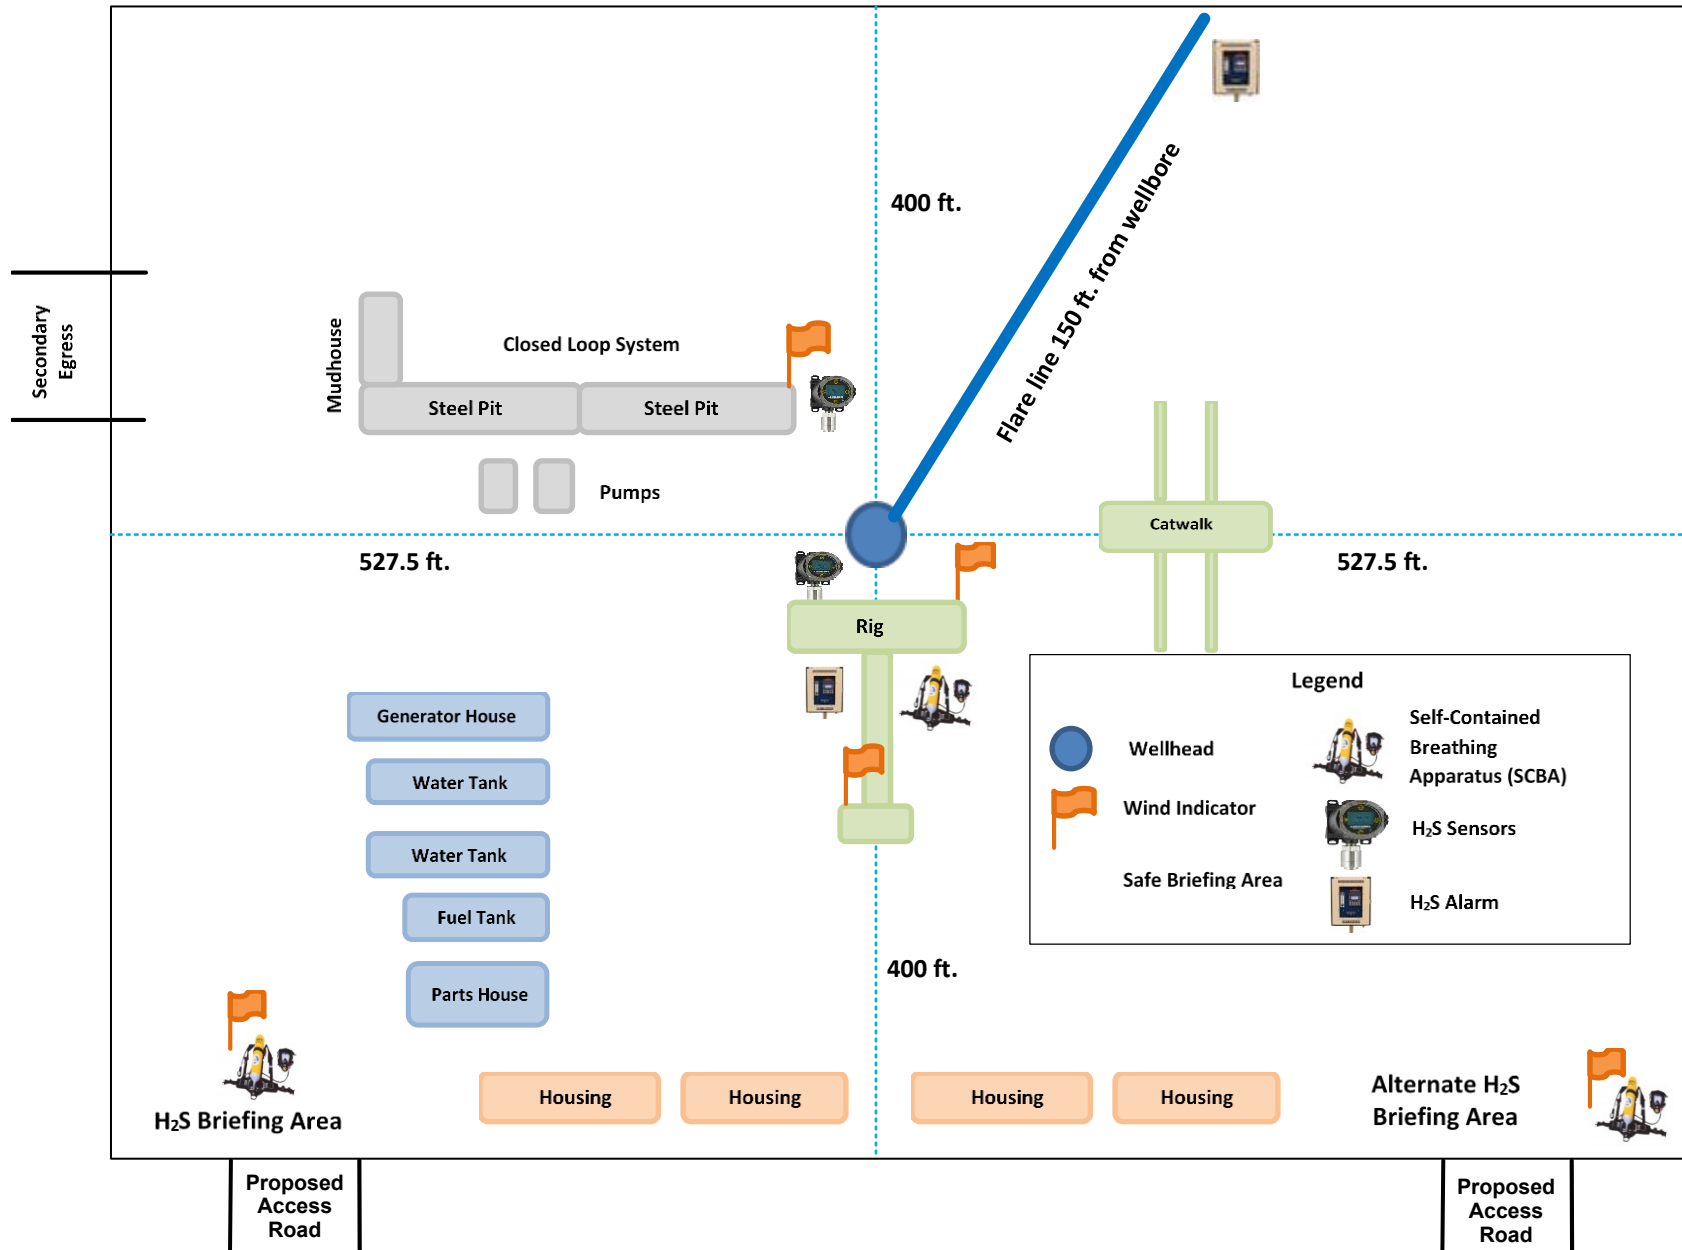 400 ft.
Flare line 150 ft. from wellbore
Secondary
Egress
Mudhouse
Closed Loop System
Steel Pit
Steel Pit
Pumps
Catwalk
527.5 ft.
527.5 ft.
Rig
Generator House
Water Tank
Water Tank
Fuel Tank
Parts House
400 ft.
Legend
Wellhead
Wind Indicator
Safe Briefing Area
Self-Contained
Breathing
Apparatus (SCBA)
H₂S Sensors
H₂S Alarm
H₂S Briefing Area
Housing
Housing
Housing
Housing
Alternate H₂S
Briefing Area
Proposed
Access
Road
Proposed
Access
Road